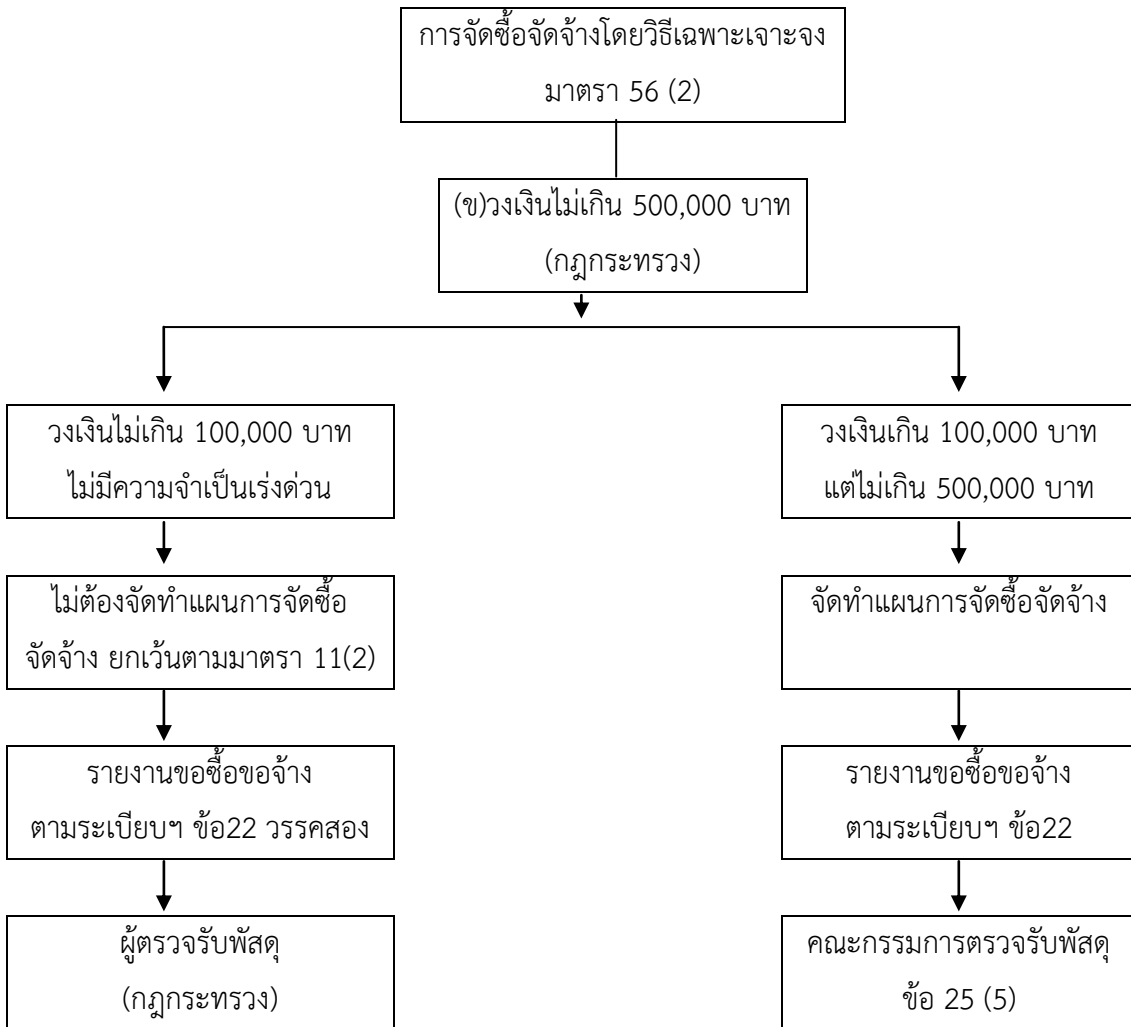 การจัดซื้อจัดจ้างโดยวิธีเฉพาะเจาะจง
มาตรา 56 (2)
(ข)วงเงินไม่เกิน 500,000 บาท
(กฎกระทรวง)
วงเงินไม่เกิน 100,000 บาท
ไม่มีความจำเป็นเร่งด่วน
ไม่ต้องจัดทำแผนการจัดซื้อ
จัดจ้าง ยกเว้นตามมาตรา 11(2)
รายงานขอซื้อขอจ้าง
ตามระเบียบฯ ข้อ22 วรรคสอง
ผู้ตรวจรับพัสดุ
(กฎกระทรวง)
วงเงินเกิน 100,000 บาท
แต่ไม่เกิน 500,000 บาท
จัดทำแผนการจัดซื้อจัดจ้าง
รายงานขอซื้อขอจ้าง
ตามระเบียบฯ ข้อ22
คณะกรรมการตรวจรับพัสดุ
ข้อ 25 (5)